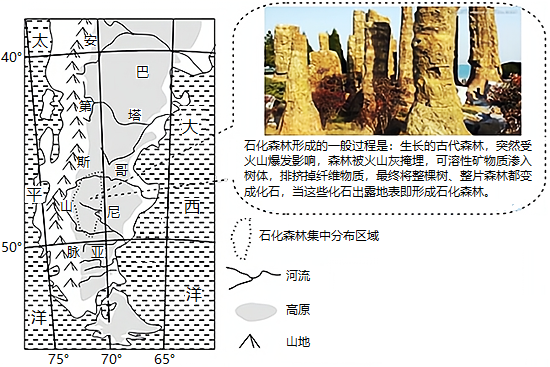 40°
50°
75° 70° 65°
太平洋
安第斯山脉
巴塔哥尼亚
大西洋
石化森林形成的一般过程是：生长的古代森林，突然受
火山爆发影响，森林被火山灰掩埋，可溶性矿物质渗入
树体，排挤掉纤维物质，最终将整棵树、整片森林都变
成化石，当这些化石出露地表即形成石化森林。
石化森林集中分布区域
河流
高原
山地